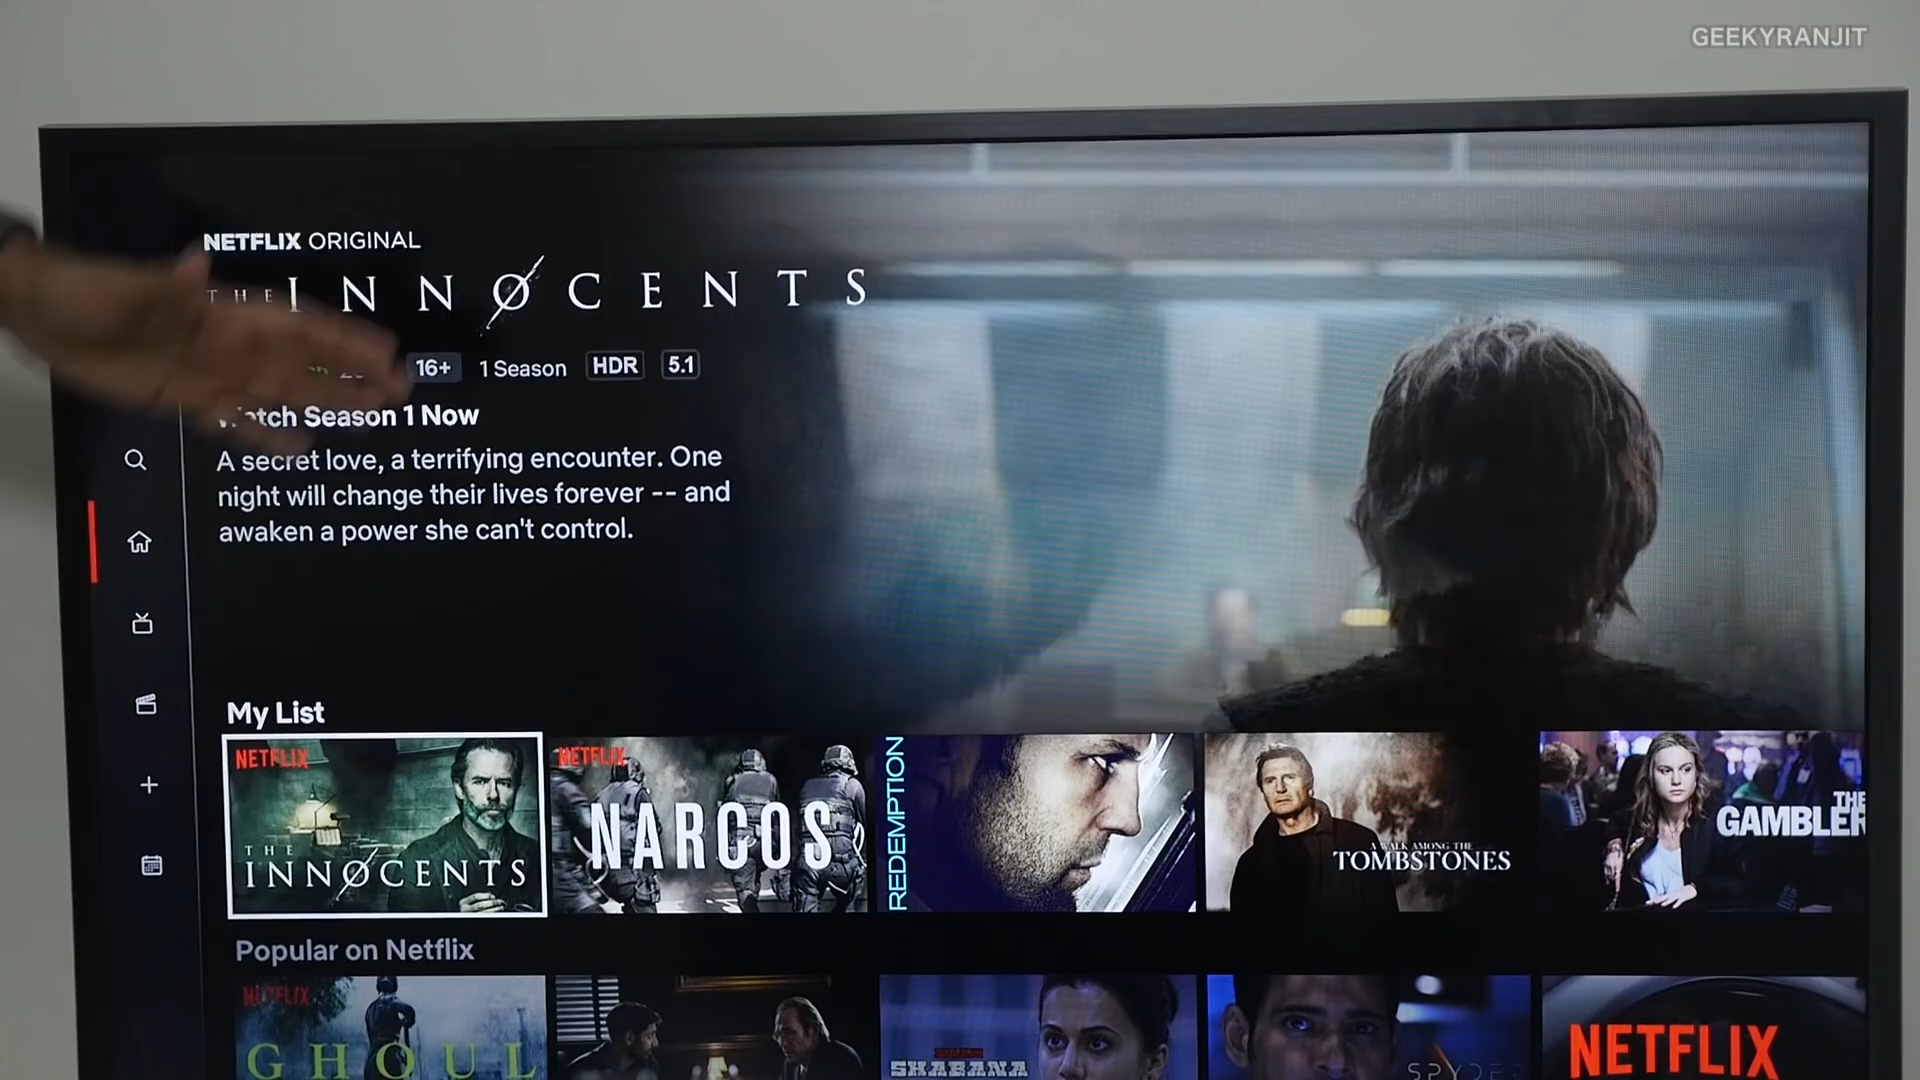 GEEKYRANJIT
NETFLIX ORIGINAL
THE INNOCENTS
16+ 1 Season HDR 5.1
Watch Season 1 Now
A secret love, a terrifying encounter. One
night will change their lives forever -- and
awaken a power she can't control.
My List
NETFLIX
THE
INNOCENTS
NETFLIX
NARCOS
REDEMPTION
A WALK AMONG THE
TOMBSTONES
THE
GAMBLER
Popular on Netflix
NETFLIX
GHOUL
SHABANA
SPYDER
NETFLIX